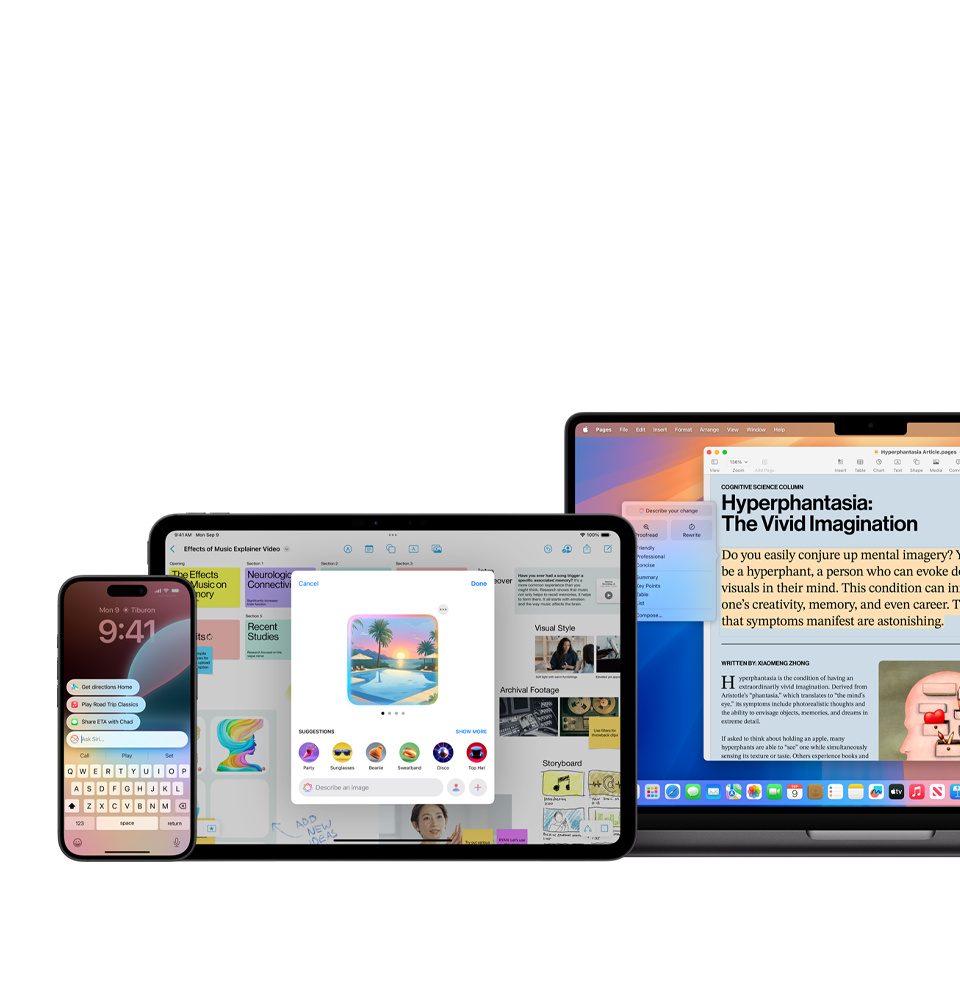 Mon 9 Tiburon
9:41
Get directions Home
Play Road Trip Classics
Share ETA with Chad
Ask Siri...
Call Play Set
Q W E R T Y U I O P
A S D F G H J K L
Z X C V B N M
123 space return
9:41 AM Mon Sep 9
100%
Effects of Music Explainer Video
Opening
The Effects
Music on
Section 1
Neurologic
Connectivi
Section 2
Section 3
Section 5
Recent
Studies
Cancel
Done
SUGGESTIONS
SHOW MORE
Party Sunglasses Beanie Sweatband Disco Top Hat
Describe an image
ADD
NEW
IDEAS
Have you ever had a song trigger a
specific associated memory? It's a
Visual Style
Archival Footage
Storyboard
Pages File Edit Insert Format Arrange View Window Help
Hyperphantasia Article.pages
136%
View Zoom Add Page
Insert Table Chart Text Shape Media
Describe your change
Proofread
Rewrite
Friendly
Professional
Concise
Summary
Key Points
Table
List
Compose...
COGNITIVE SCIENCE COLUMN
Hyperphantasia:
The Vivid Imagination
Do you easily conjure up mental imagery? Y
be a hyperphant, a person who can evoke de
visuals in their mind. This condition can in
one's creativity, memory, and even career. T
that symptoms manifest are astonishing.
WRITTEN BY: XIAOMENG ZHONG
Hyperphantasia is the condition of having an
extraordinarily vivid imagination. Derived from
Aristotle's "phantasia," which translates to "the mind's
eye," its symptoms include photorealistic thoughts and
the ability to envisage objects, memories, and dreams in
extreme detail.
If asked to think about holding an apple, many
hyperphants are able to "see" one while simultaneously
sensing its texture or taste. Others experience books and
SEP
9
tv